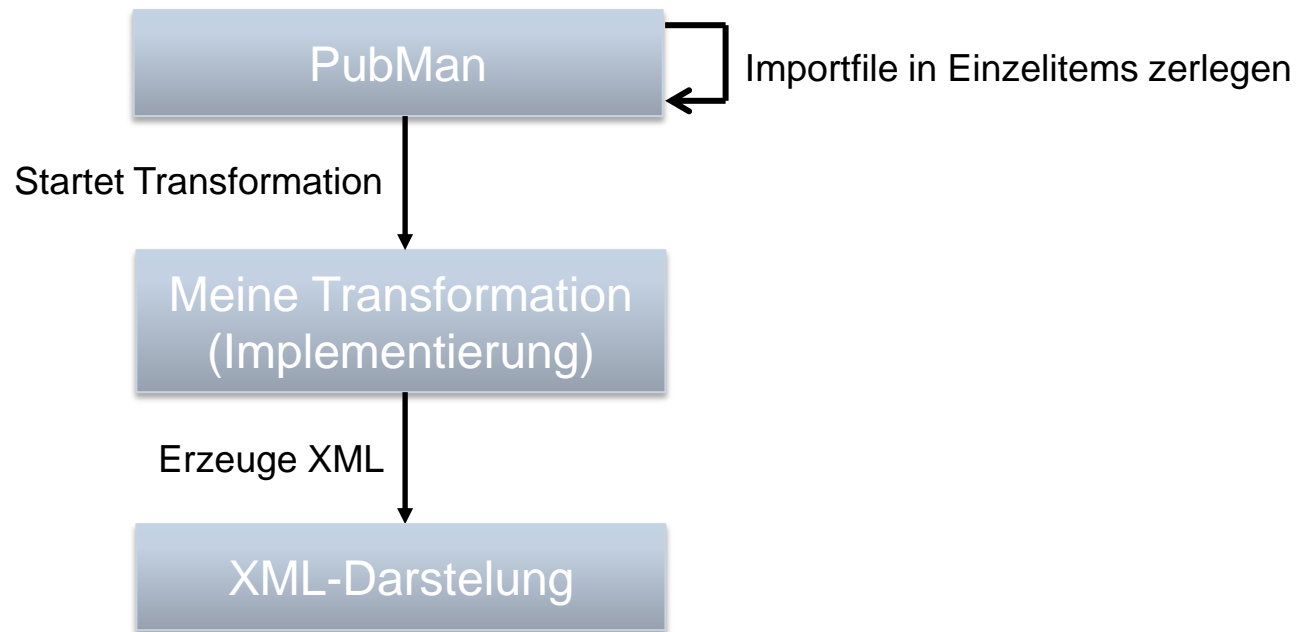 PubMan
Importfile in Einzelitems zerlegen
Startet Transformation
Meine Transformation
(Implementierung)
Erzeuge XML
XML-Darstelung